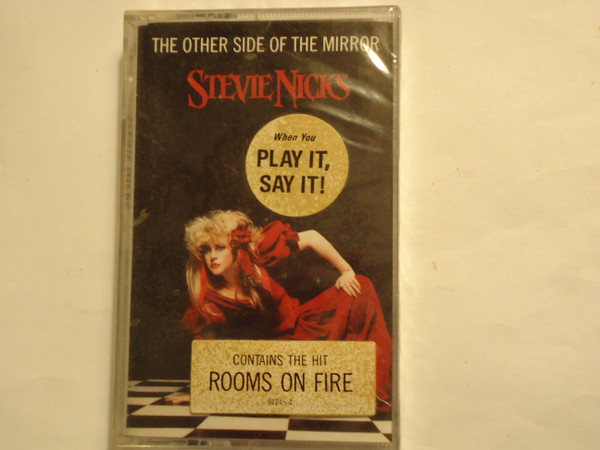 THE OTHER SIDE OF THE MIRROR
STEVIE NICKS
When You
PLAY IT,
SAY IT!
CONTAINS THE HIT
ROOMS ON FIRE